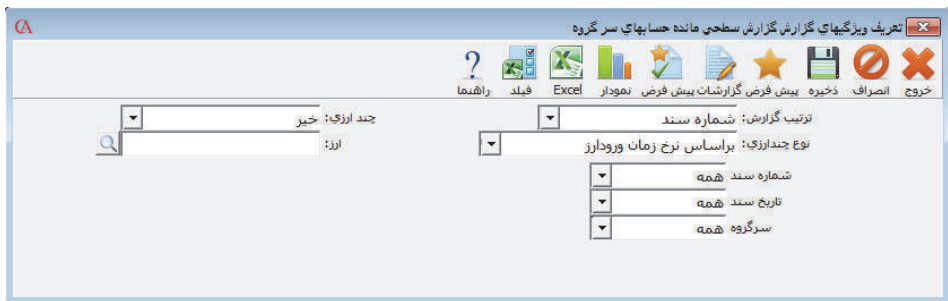 تعريف ويژگيهاي گزارش گزارش سطحي مانده حسابهاي سر گروه
خروج انصراف ذخيره پيش فرض گزارشات پيش فرض نمودار Excel فيلد راهنما
ترتيب گزارش: شماره سند چند ارزي: خير
نوع چندارزي: براساس نرخ زمان ورودارز ارز:
شماره سند همه
تاريخ سند همه
سرگروه همه